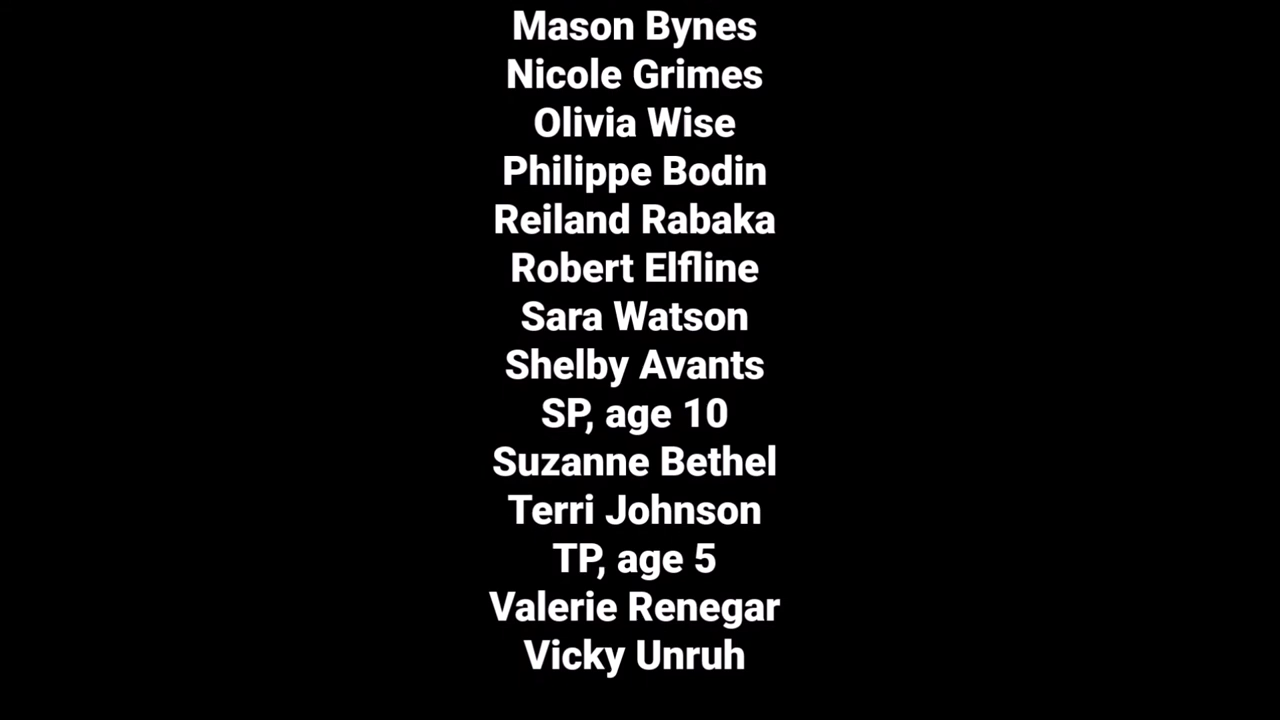 Mason Bynes
Nicole Grimes
Olivia Wise
Philippe Bodin
Reiland Rabaka
Robert Elfline
Sara Watson
Shelby Avants
SP, age 10
Suzanne Bethel
Terri Johnson
TP, age 5
Valerie Renegar
Vicky Unruh